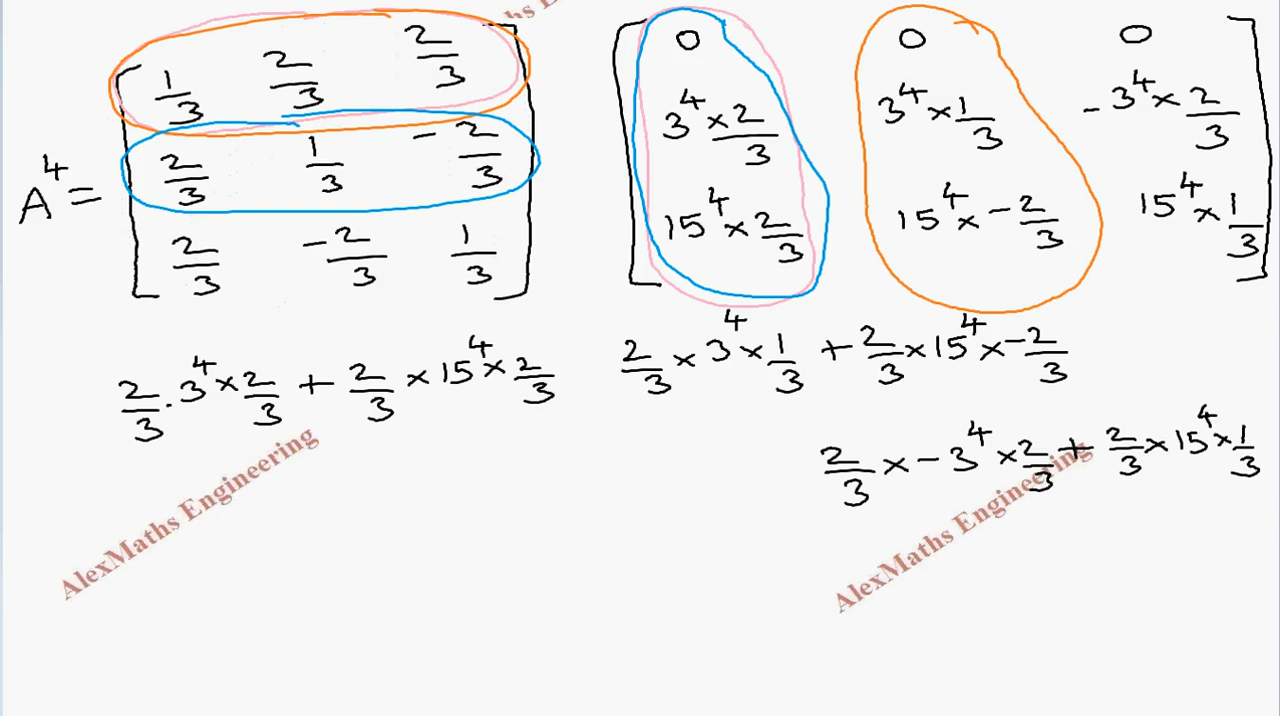 hs En
A⁴ = [ 1/3 2/3 2/3 ] [ 0 0 0 ]
[ 2/3 1/3 -2/3 ] [ 3⁴×2/3 3⁴×1/3 -3⁴×2/3 ]
[ 2/3 -2/3 1/3 ] [ 15⁴×2/3 15⁴×-2/3 15⁴×1/3 ]
2/3 . 3⁴×2/3 + 2/3 × 15⁴×2/3
2/3 × 3⁴×1/3 + 2/3×15⁴×-2/3
2/3 × -3⁴×2/3 + 2/3×15⁴×1/3
AlexMaths Engineering
AlexMaths Engineering